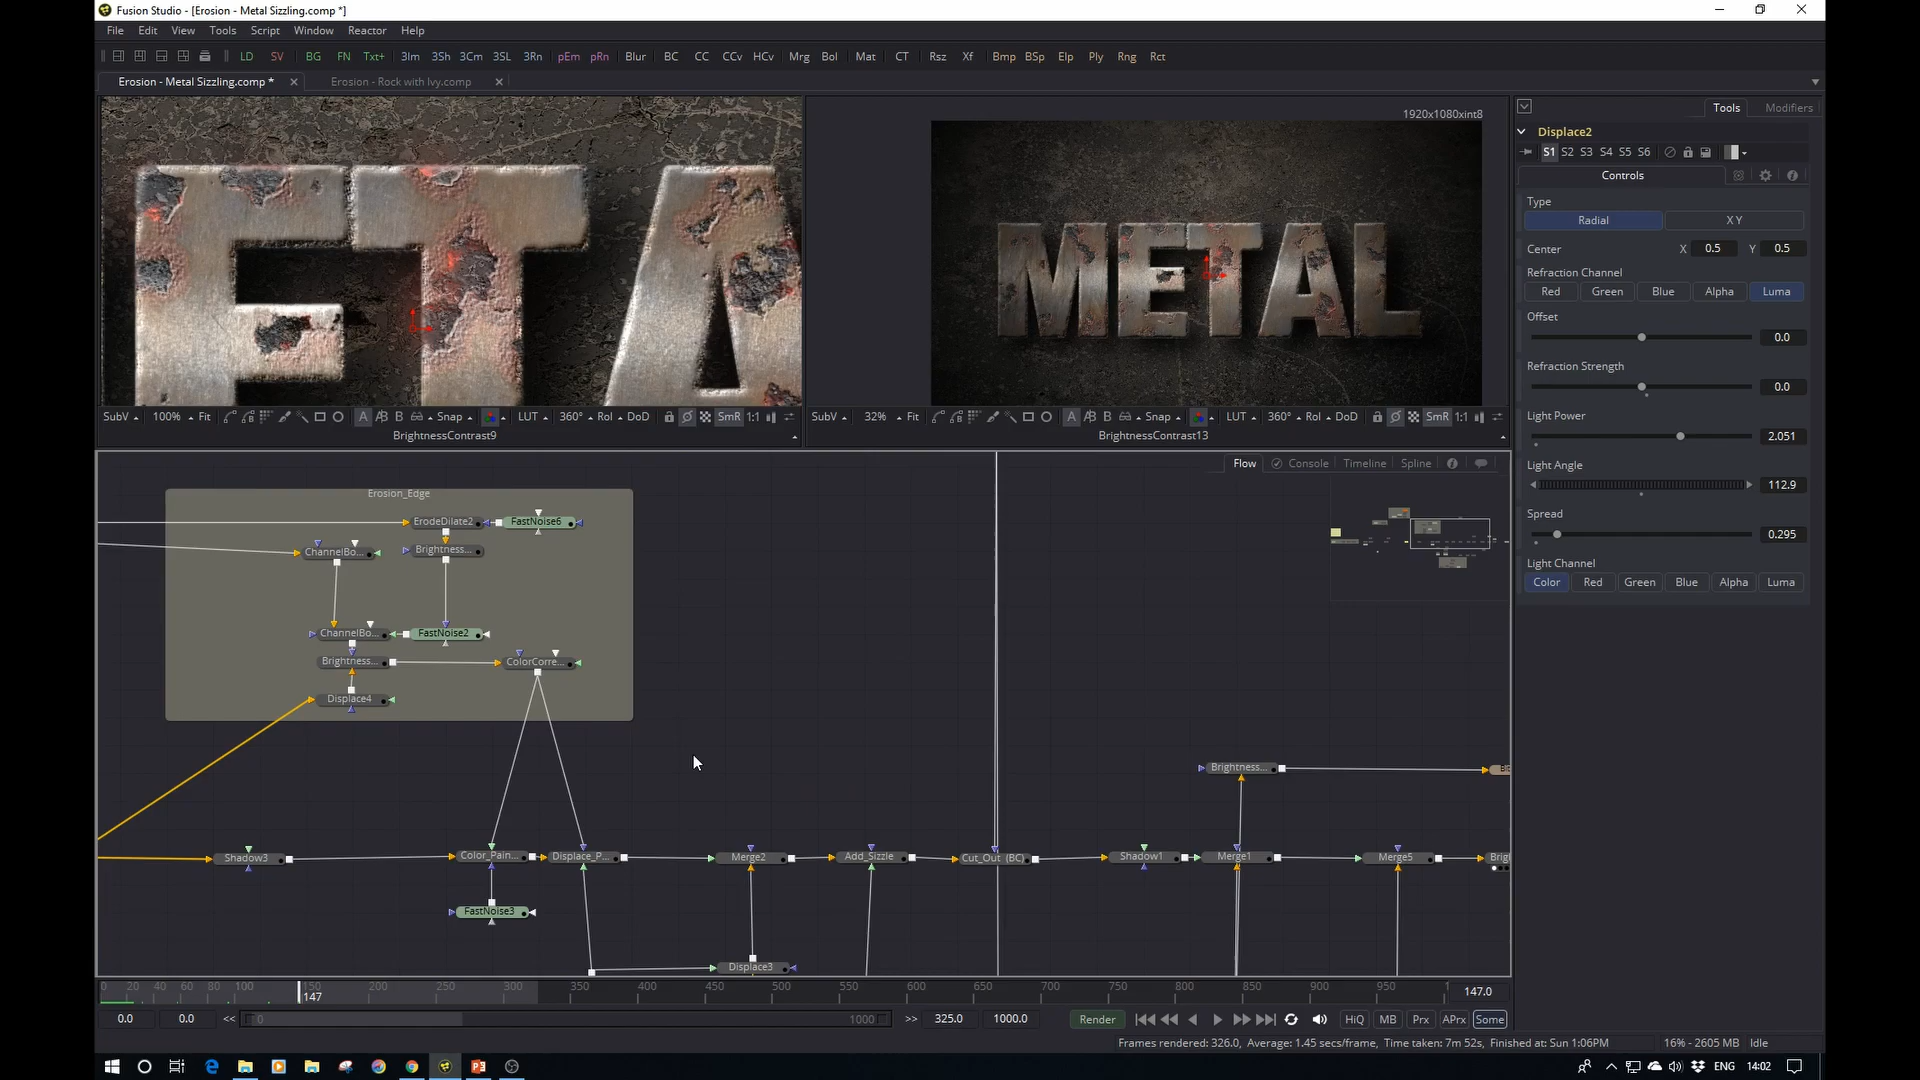 Fusion Studio - [Erosion - Metal Sizzling.comp *]
File Edit View Tools Script Window Reactor Help
LD SV BG FN Txt+ 3Im 3Sh 3Cm 3SL 3Rn pEm pRn Blur BC CC CCv HCv Mrg Bol Mat CT Rsz Xf Bmp BSp Elp Ply Rng Rct
Erosion - Metal Sizzling.comp * Erosion - Rock with Ivy.comp
Tools Modifiers
1920x1080xint8
Displace2
S1 S2 S3 S4 S5 S6
Controls
Type
Radial X Y
Center X 0.5 Y 0.5
Refraction Channel
Red Green Blue Alpha Luma
Offset
0.0
Refraction Strength
0.0
Light Power
2.051
Light Angle
112.9
Spread
0.295
Light Channel
Color Red Green Blue Alpha Luma
ETA
METAL
SubV 100% Fit A B Snap LUT 360° Rol DoD SmR 1:1
BrightnessContrast9
SubV 32% Fit A B Snap LUT 360° Rol DoD SmR 1:1
BrightnessContrast13
Flow Console Timeline Spline
Erosion_Edge
ErodeDilate2 FastNoise6
ChannelBo... Brightness...
ChannelBo... FastNoise2
Brightness... ColorCorre...
Displace4
Brightness...
Shadow3 Color_Pain... Displace_P... Merge2 Add_Sizzle Cut_Out (BC) Shadow1 Merge1 Merge5 Brigh
FastNoise3
Displace3
0 20 40 60 80 100 150 200 250 300 350 400 450 500 550 600 650 700 750 800 850 900 950
147 147.0
0.0 0.0 << 0 1000 >> 325.0 1000.0 Render HiQ MB Prx APrx Some
Frames rendered: 326.0, Average: 1.45 secs/frame, Time taken: 7m 52s, Finished at: Sun 1:06PM 16% - 2605 MB Idle
ENG 14:02